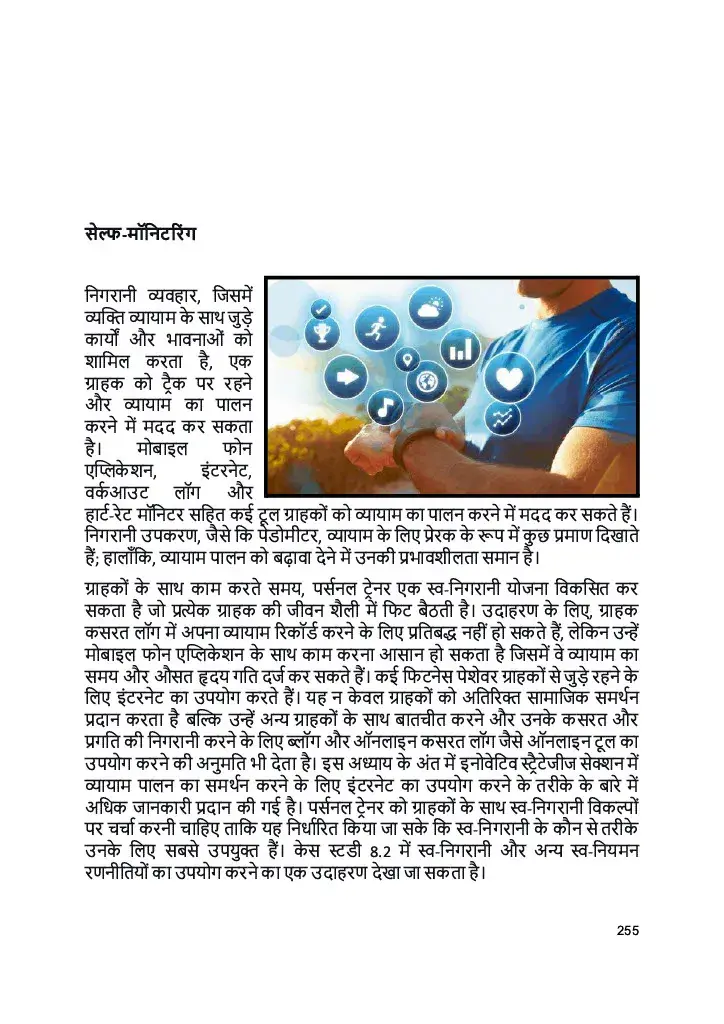 सेल्फ-मॉनिटरिंग
निगरानी व्यवहार, जिसमें
व्यक्ति व्यायाम के साथ जुड़े
कार्यों और भावनाओं को
शामिल करता है, एक
ग्राहक को ट्रैक पर रहने
और व्यायाम का पालन
करने में मदद कर सकता
है। मोबाइल फोन
एप्लिकेशन, इंटरनेट,
वर्कआउट लॉग और
हार्ट-रेट मॉनिटर सहित कई टूल ग्राहकों को व्यायाम का पालन करने में मदद कर सकते हैं।
निगरानी उपकरण, जैसे कि पेडोमीटर, व्यायाम के लिए प्रेरक के रूप में कुछ प्रमाण दिखाते
हैं; हालाँकि, व्यायाम पालन को बढ़ावा देने में उनकी प्रभावशीलता समान है।
ग्राहकों के साथ काम करते समय, पर्सनल ट्रेनर एक स्व-निगरानी योजना विकसित कर
सकता है जो प्रत्येक ग्राहक की जीवन शैली में फिट बैठती है। उदाहरण के लिए, ग्राहक
कसरत लॉग में अपना व्यायाम रिकॉर्ड करने के लिए प्रतिबद्ध नहीं हो सकते हैं, लेकिन उन्हें
मोबाइल फोन एप्लिकेशन के साथ काम करना आसान हो सकता है जिसमें वे व्यायाम का
समय और औसत हृदय गति दर्ज कर सकते हैं। कई फिटनेस पेशेवर ग्राहकों से जुड़े रहने के
लिए इंटरनेट का उपयोग करते हैं। यह न केवल ग्राहकों को अतिरिक्त सामाजिक समर्थन
प्रदान करता है बल्कि उन्हें अन्य ग्राहकों के साथ बातचीत करने और उनके कसरत और
प्रगति की निगरानी करने के लिए ब्लॉग और ऑनलाइन कसरत लॉग जैसे ऑनलाइन टूल का
उपयोग करने की अनुमति भी देता है। इस अध्याय के अंत में इनोवेटिव स्ट्रैटेजीज सेक्शन में
व्यायाम पालन का समर्थन करने के लिए इंटरनेट का उपयोग करने के तरीके के बारे में
अधिक जानकारी प्रदान की गई है। पर्सनल ट्रेनर को ग्राहकों के साथ स्व-निगरानी विकल्पों
पर चर्चा करनी चाहिए ताकि यह निर्धारित किया जा सके कि स्व-निगरानी के कौन से तरीके
उनके लिए सबसे उपयुक्त हैं। केस स्टडी 8.2 में स्व-निगरानी और अन्य स्व-नियमन
रणनीतियों का उपयोग करने का एक उदाहरण देखा जा सकता है।
255